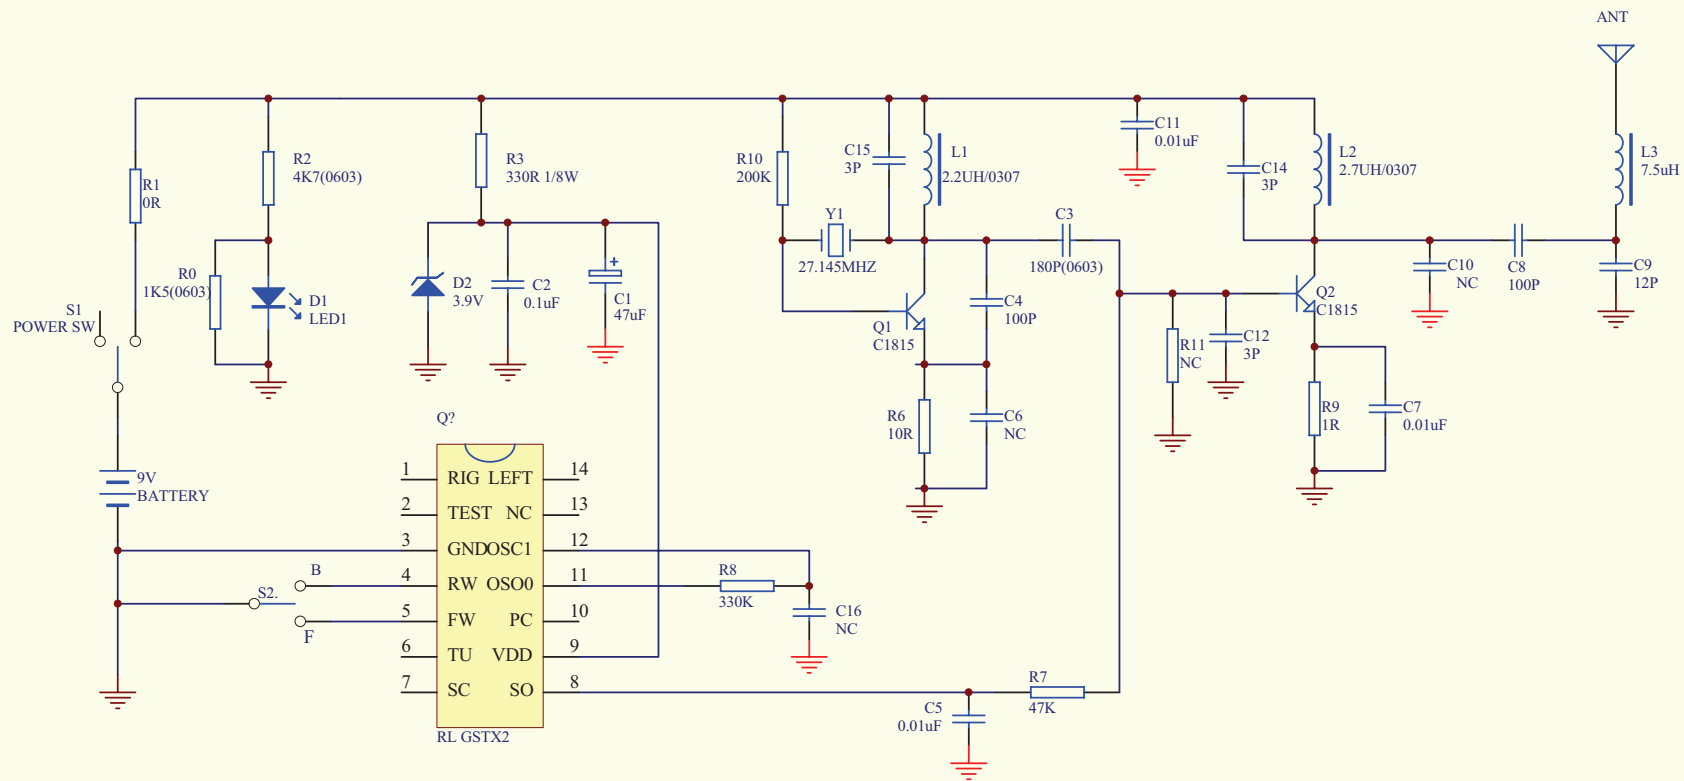 ANT
C11
0.01uF
R1
0R
R2
4K7(0603)
R3
330R 1/8W
R10
200K
C15
3P
L1
2.2UH/0307
C14
3P
L2
2.7UH/0307
L3
7.5uH
Y1
27.145MHZ
C3
180P(0603)
R0
1K5(0603)
D1
LED1
D2
3.9V
C2
0.1uF
+
C1
47uF
Q1
C1815
C4
100P
C10
NC
C8
100P
C9
12P
S1
POWER SW
R11
NC
C12
3P
Q2
C1815
R6
10R
C6
NC
R9
1R
C7
0.01uF
Q?
9V
BATTERY
1 RIG LEFT 14
2 TEST NC 13
3 GND OSC1 12
4 RW OSO0 11
5 FW PC 10
6 TU VDD 9
7 SC SO 8
RL GSTX2
B
S2.
F
R8
330K
C16
NC
R7
47K
C5
0.01uF